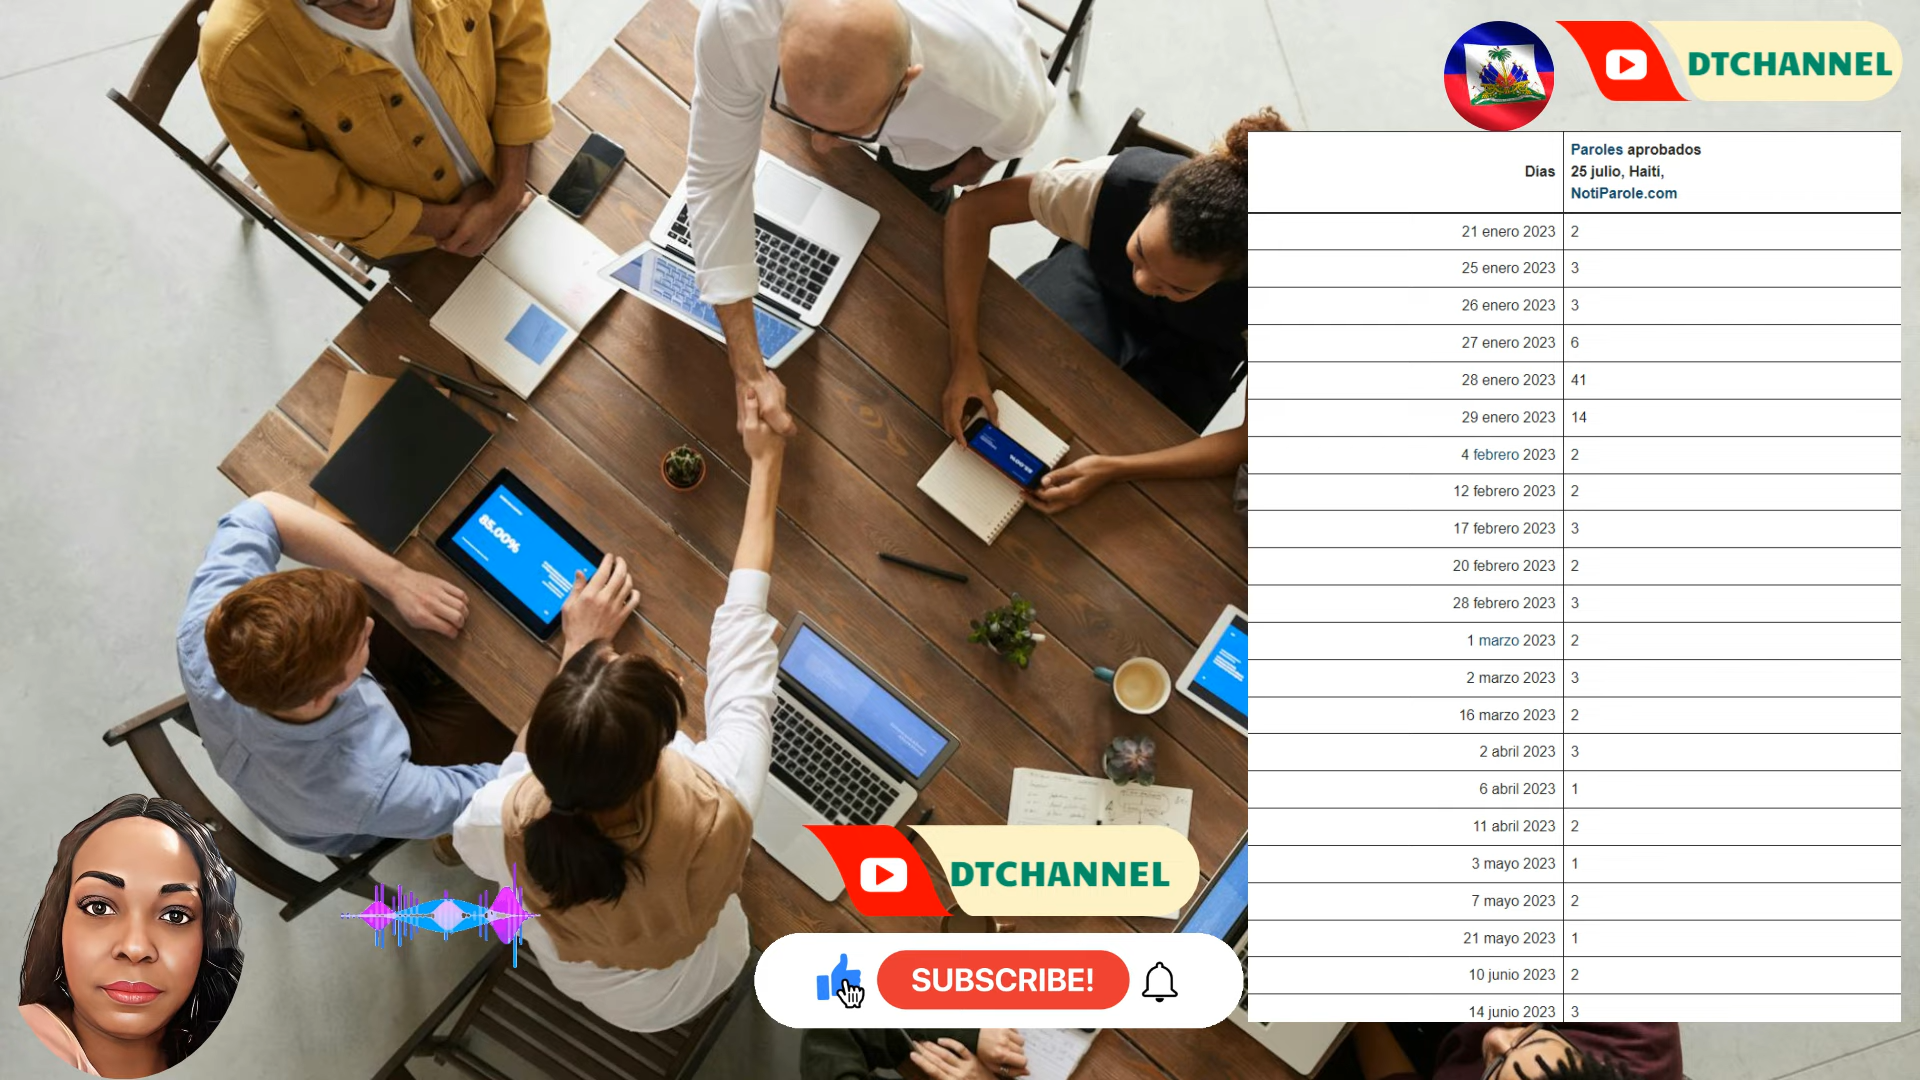 DTCHANNEL
Días
Paroles aprobados
25 julio, Haiti,
NotiParole.com
21 enero 2023 2
25 enero 2023 3
26 enero 2023 3
27 enero 2023 6
28 enero 2023 41
29 enero 2023 14
4 febrero 2023 2
12 febrero 2023 2
17 febrero 2023 3
20 febrero 2023 2
28 febrero 2023 3
1 marzo 2023 2
2 marzo 2023 3
16 marzo 2023 2
2 abril 2023 3
6 abril 2023 1
11 abril 2023 2
3 mayo 2023 1
7 mayo 2023 2
21 mayo 2023 1
10 junio 2023 2
14 junio 2023 3
85.00%
DTCHANNEL
SUBSCRIBE!